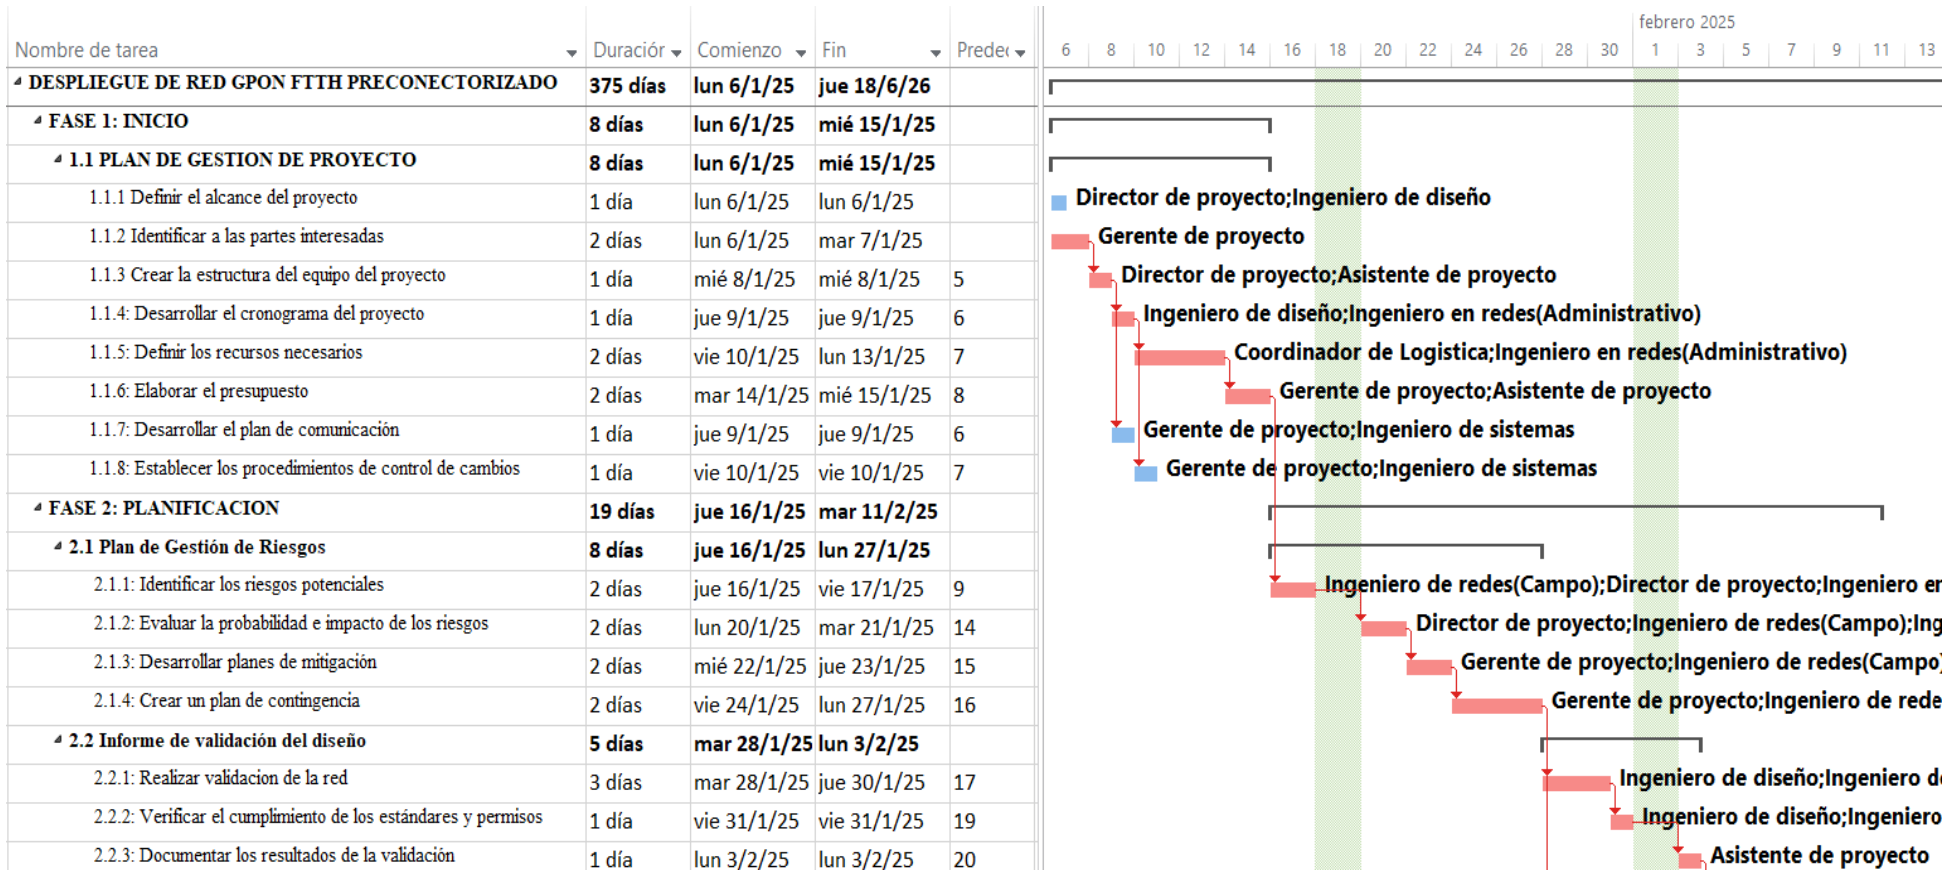 febrero 2025
Nombre de tarea Duraciór Comienzo Fin Predec 6 8 10 12 14 16 18 20 22 24 26 28 30 1 3 5 7 9 11 13
DESPLIEGUE DE RED GPON FTTH PRECONECTORIZADO 375 días lun 6/1/25 jue 18/6/26
FASE 1: INICIO 8 días lun 6/1/25 mié 15/1/25
1.1 PLAN DE GESTION DE PROYECTO 8 días lun 6/1/25 mié 15/1/25
1.1.1 Definir el alcance del proyecto 1 día lun 6/1/25 lun 6/1/25 Director de proyecto;Ingeniero de diseño
1.1.2 Identificar a las partes interesadas 2 días lun 6/1/25 mar 7/1/25 Gerente de proyecto
1.1.3 Crear la estructura del equipo del proyecto 1 día mié 8/1/25 mié 8/1/25 5 Director de proyecto;Asistente de proyecto
1.1.4: Desarrollar el cronograma del proyecto 1 día jue 9/1/25 jue 9/1/25 6 Ingeniero de diseño;Ingeniero en redes(Administrativo)
1.1.5: Definir los recursos necesarios 2 días vie 10/1/25 lun 13/1/25 7 Coordinador de Logistica;Ingeniero en redes(Administrativo)
1.1.6: Elaborar el presupuesto 2 días mar 14/1/25 mié 15/1/25 8 Gerente de proyecto;Asistente de proyecto
1.1.7: Desarrollar el plan de comunicación 1 día jue 9/1/25 jue 9/1/25 6 Gerente de proyecto;Ingeniero de sistemas
1.1.8: Establecer los procedimientos de control de cambios 1 día vie 10/1/25 vie 10/1/25 7 Gerente de proyecto;Ingeniero de sistemas
FASE 2: PLANIFICACION 19 días jue 16/1/25 mar 11/2/25
2.1 Plan de Gestión de Riesgos 8 días jue 16/1/25 lun 27/1/25
2.1.1: Identificar los riesgos potenciales 2 días jue 16/1/25 vie 17/1/25 9 Ingeniero de redes(Campo);Director de proyecto;Ingeniero en
2.1.2: Evaluar la probabilidad e impacto de los riesgos 2 días lun 20/1/25 mar 21/1/25 14 Director de proyecto;Ingeniero de redes(Campo);Ing
2.1.3: Desarrollar planes de mitigación 2 días mié 22/1/25 jue 23/1/25 15 Gerente de proyecto;Ingeniero de redes(Campo)
2.1.4: Crear un plan de contingencia 2 días vie 24/1/25 lun 27/1/25 16 Gerente de proyecto;Ingeniero de rede
2.2 Informe de validación del diseño 5 días mar 28/1/25 lun 3/2/25
2.2.1: Realizar validacion de la red 3 días mar 28/1/25 jue 30/1/25 17 Ingeniero de diseño;Ingeniero d
2.2.2: Verificar el cumplimiento de los estándares y permisos 1 día vie 31/1/25 vie 31/1/25 19 Ingeniero de diseño;Ingeniero
2.2.3: Documentar los resultados de la validación 1 día lun 3/2/25 lun 3/2/25 20 Asistente de proyecto